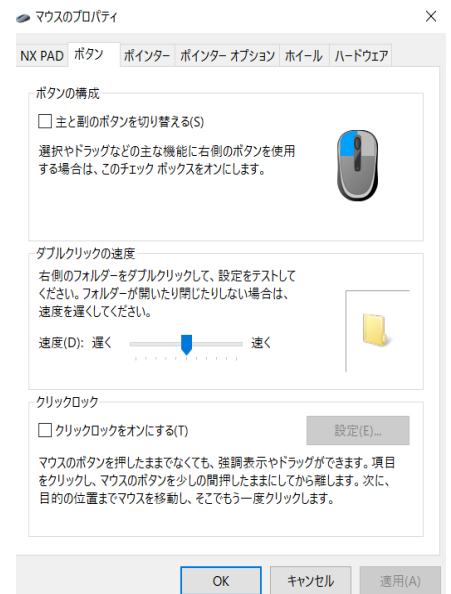 マウスのプロパティ
NX PAD ボタン ポインター ポインター オプション ホイール ハードウェア
ボタンの構成
主と副のボタンを切り替える(S)
選択やドラッグなどの主な機能に右側のボタンを使用
する場合は、このチェック ボックスをオンにします。
ダブルクリックの速度
右側のフォルダーをダブルクリックして、設定をテストして
ください。フォルダーが開いたり閉じたりしない場合は、
速度を遅くしてください。
速度(D): 遅く 速く
クリックロック
クリックロックをオンにする(T)
設定(E)...
マウスのボタンを押したままでなくても、強調表示やドラッグができます。項目
をクリックし、マウスのボタンを少しの間押したままにしてから離します。次に、
目的の位置までマウスを移動し、そこでもう一度クリックします。
OK キャンセル 適用(A)